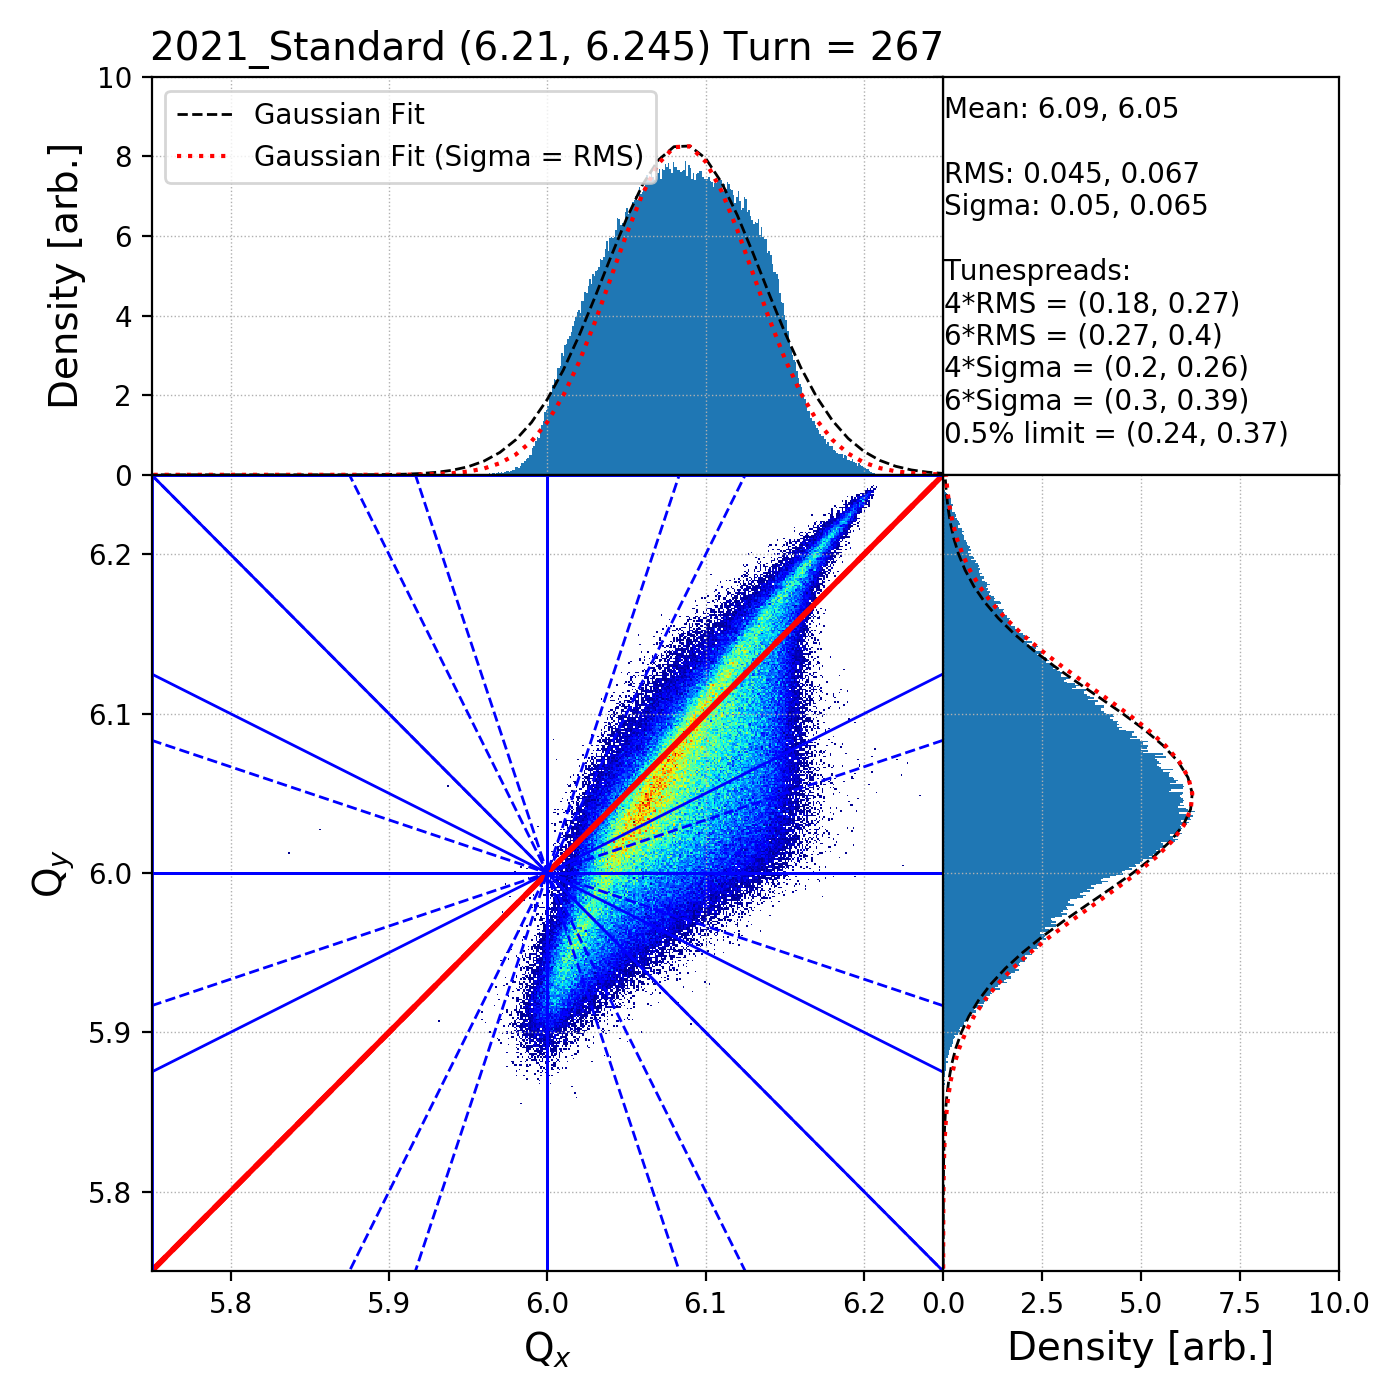 2021_Standard (6.21, 6.245) Turn = 267
10
8
6
4
2
0
Density [arb.]
Gaussian Fit
Gaussian Fit (Sigma = RMS)
Mean: 6.09, 6.05
RMS: 0.045, 0.067
Sigma: 0.05, 0.065
Tunespreads:
4*RMS = (0.18, 0.27)
6*RMS = (0.27, 0.4)
4*Sigma = (0.2, 0.26)
6*Sigma = (0.3, 0.39)
0.5% limit = (0.24, 0.37)
6.2
6.1
6.0
5.9
5.8
Qy
5.8 5.9 6.0 6.1 6.2
Qx
0.0 2.5 5.0 7.5 10.0
Density [arb.]